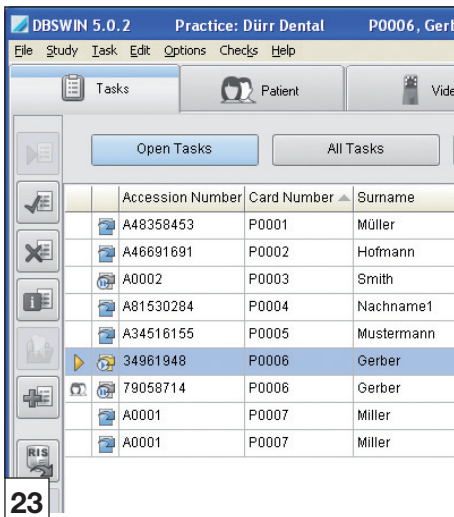 DBSWIN 5.0.2 Practice: Dürr Dental P0006, Ger
File Study Task Edit Options Checks Help
Tasks Patient Vide
Open Tasks All Tasks
Accession Number Card Number Surname
A48358453 P0001 Müller
A46691691 P0002 Hofmann
A0002 P0003 Smith
A81530284 P0004 Nachname1
A34516155 P0005 Mustermann
34961948 P0006 Gerber
79058714 P0006 Gerber
A0001 P0007 Miller
A0001 P0007 Miller
RIS
23